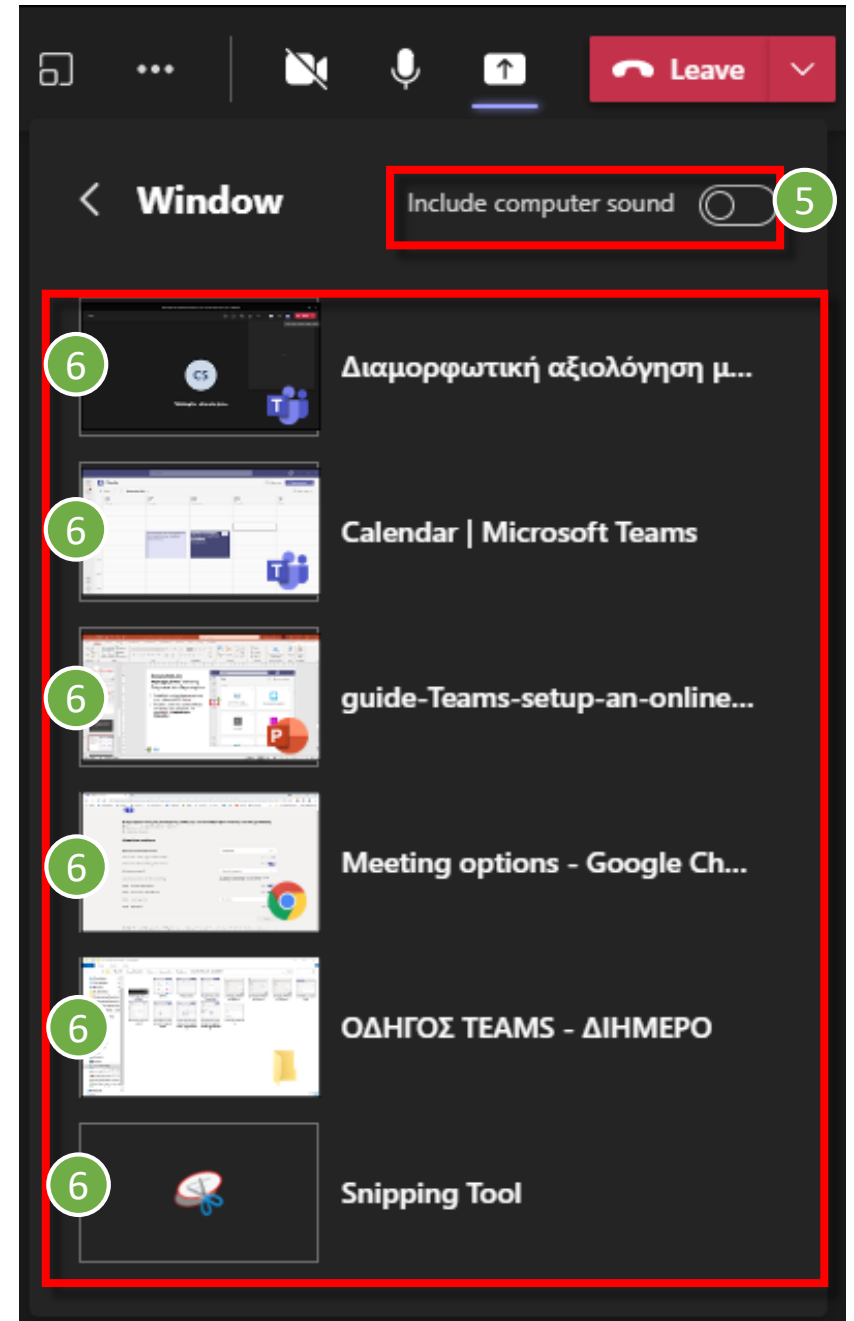 Leave
Window
Include computer sound
5
6
CS
Διαμορφωτική αξιολόγηση μ...
6
Calendar | Microsoft Teams
6
guide-Teams-setup-an-online...
6
Meeting options - Google Ch...
6
ΟΔΗΓΟΣ TEAMS - ΔΙΗΜΕΡΟ
6
Snipping Tool